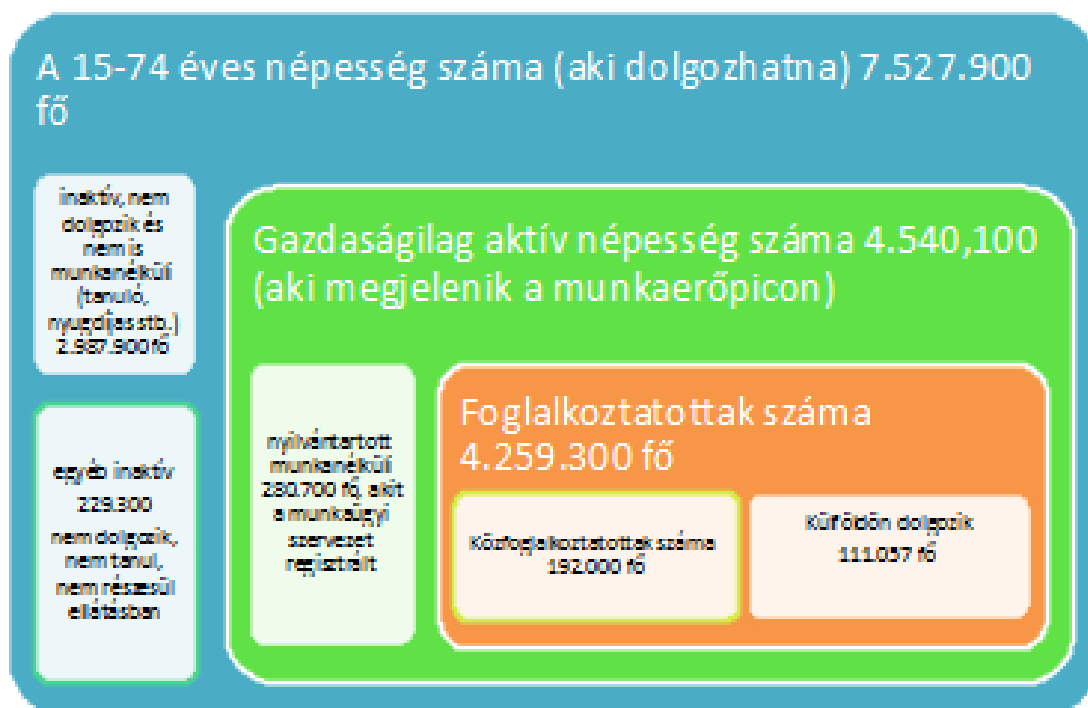 A 15-74 éves népesség száma (aki dolgozhatna) 7.527.900
fő
inaktív, nem
dolgozik és
nem is
munkanélküli
(tanuló,
nyugdíjas stb.)
2.987.900 fő
egyéb inaktív
229.300
nem dolgozik,
nem tanul,
nem részesül
ellátásban
Gazdaságilag aktív népesség száma 4.540,100
(aki megjelenik a munkaerőpicon)
nyilvántartott
munkanélküli
280.700 fő, akit
a munkaügyi
szervezet
regisztrált
Foglalkoztatottak száma
4.259.300 fő
Közfoglalkoztatottak száma
192.000 fő
Külföldön dolgozik
111.037 fő